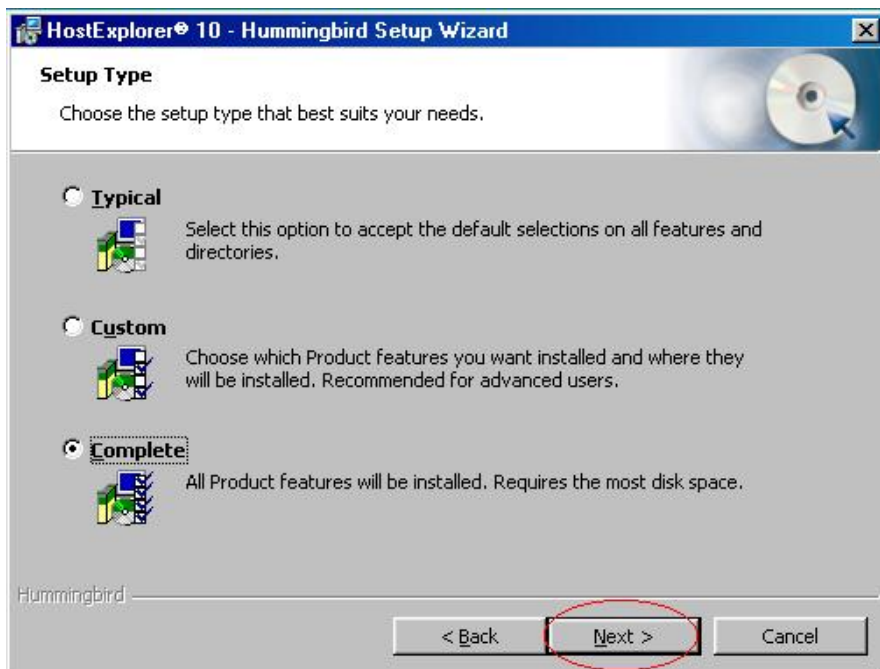 HostExplorer® 10 - Hummingbird Setup Wizard
Setup Type
Choose the setup type that best suits your needs.
Typical
Select this option to accept the default selections on all features and
directories.
Custom
Choose which Product features you want installed and where they
will be installed. Recommended for advanced users.
Complete
All Product features will be installed. Requires the most disk space.
Hummingbird
< Back
Next >
Cancel